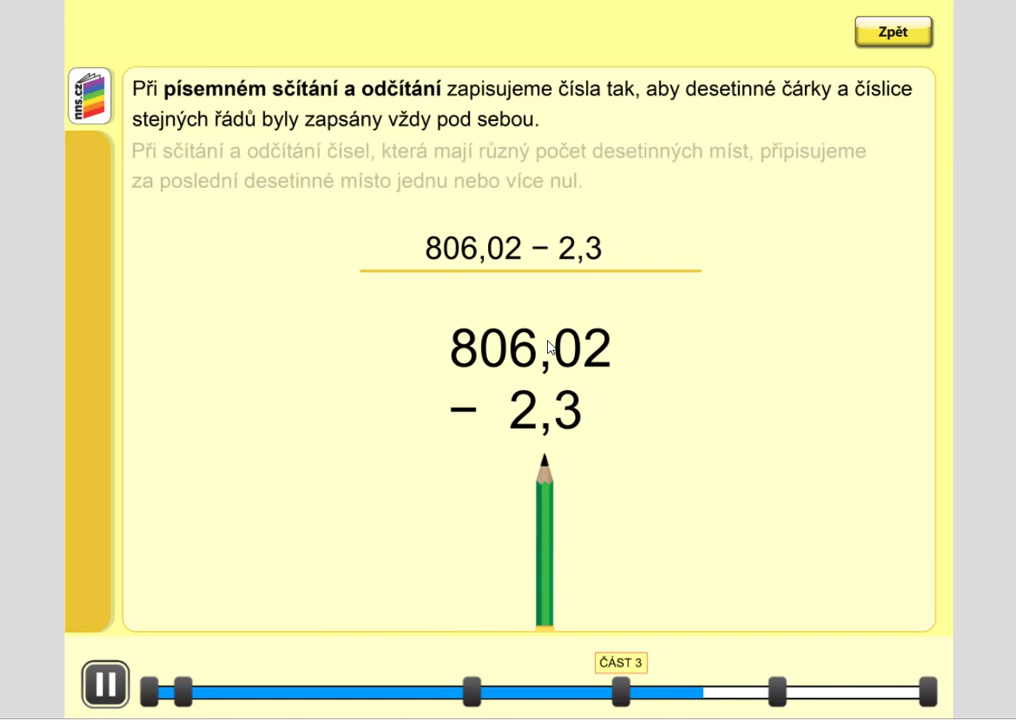 Zpět
nns.cz
Při písemném sčítání a odčítání zapisujeme čísla tak, aby desetinné čárky a číslice
stejných řádů byly zapsány vždy pod sebou.
Při sčítání a odčítání čísel, která mají různý počet desetinných míst, připisujeme
za poslední desetinné místo jednu nebo více nul.
806,02 − 2,3
806,02
− 2,3
ČÁST 3